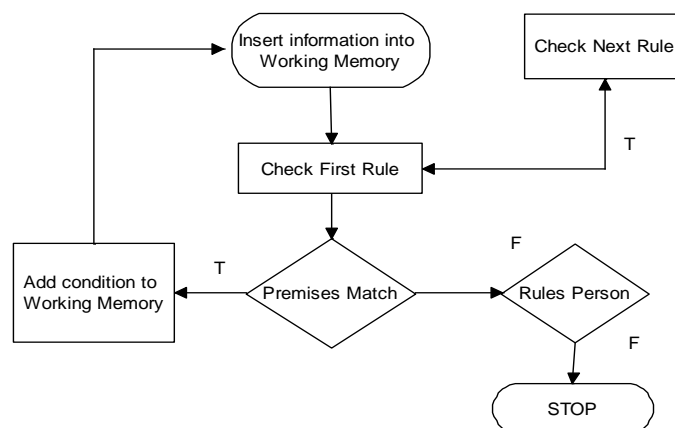 Insert information into
Working Memory
Check Next Rule
T
Check First Rule
F
T
Add condition to
Working Memory
Premises Match
Rules Person
F
STOP